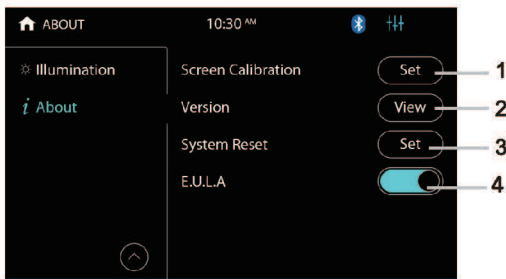 ABOUT 10:30 AM
Illumination
i About
Screen Calibration Set 1
Version View 2
System Reset Set 3
E.U.L.A 4